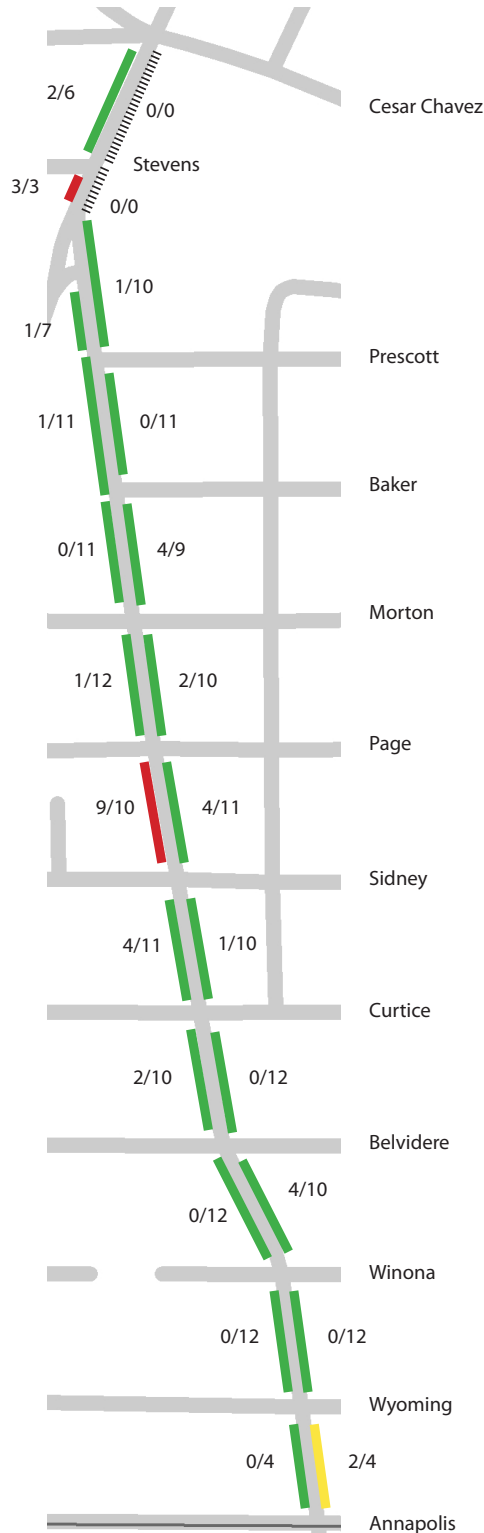 2/6
Cesar Chavez
0/0
Stevens
3/3
0/0
1/10
1/7
Prescott
1/11
0/11
Baker
0/11
4/9
Morton
1/12
2/10
Page
9/10
4/11
Sidney
4/11
1/10
Curtice
2/10
0/12
Belvidere
4/10
0/12
Winona
0/12
0/12
Wyoming
0/4
2/4
Annapolis